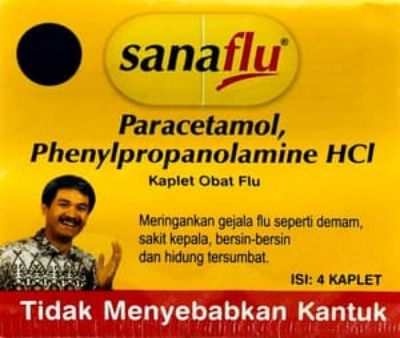 sanaflu®
Paracetamol,
Phenylpropanolamine HCl
Kaplet Obat Flu
Meringankan gejala flu seperti demam,
sakit kepala, bersin-bersin
dan hidung tersumbat.
ISI: 4 KAPLET
Tidak Menyebabkan Kantuk